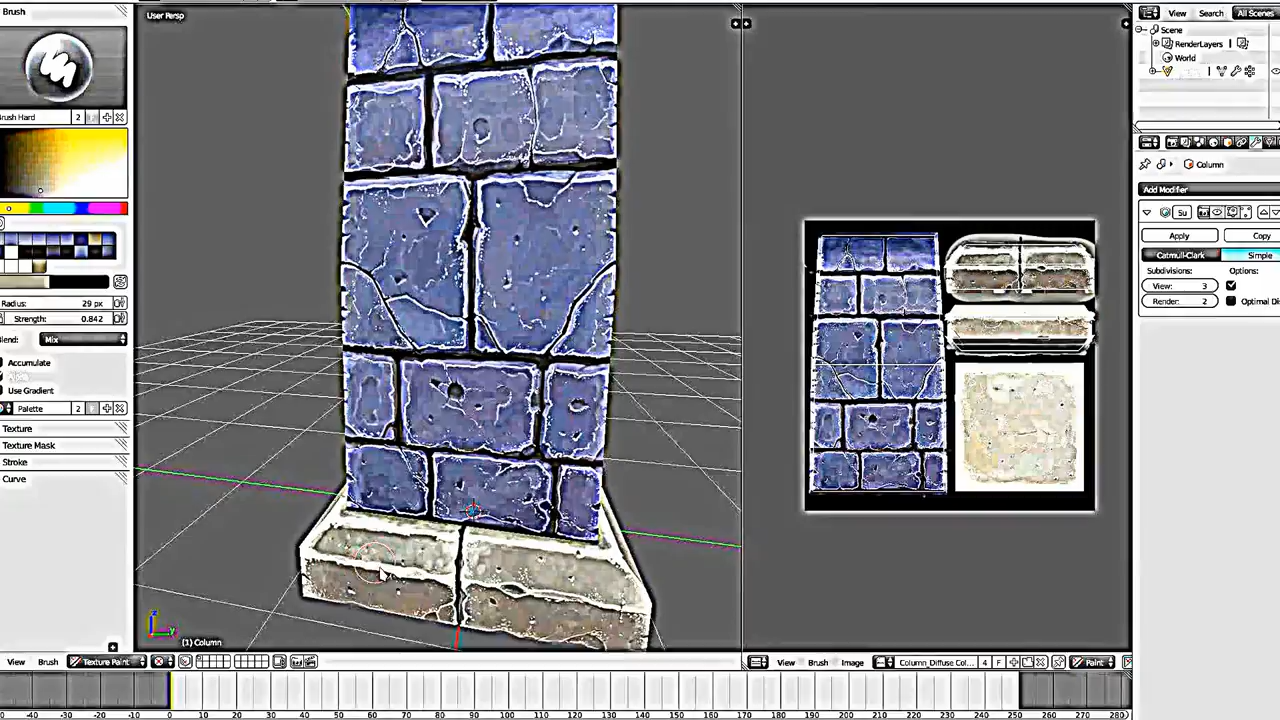 Brush
User Persp
View Search All Scenes
Scene
RenderLayers
World
Brush Hard 2
Column
Add Modifier
Su
Apply Copy
Catmull-Clark Simple
Subdivisions: Options:
View: 3
Render: 2 Optimal Di
Radius: 29 px
Strength: 0.842
Blend: Mix
Accumulate
Use Gradient
Palette 2
Texture
Texture Mask
Stroke
Curve
(1) Column
View Brush Texture Paint
View Brush Image Column_Diffuse Col... 4 F Paint
-40 -30 -20 -10 0 10 20 30 40 50 60 70 80 90 100 110 120 130 140 150 160 170 180 190 200 210 220 230 240 250 260 270 280